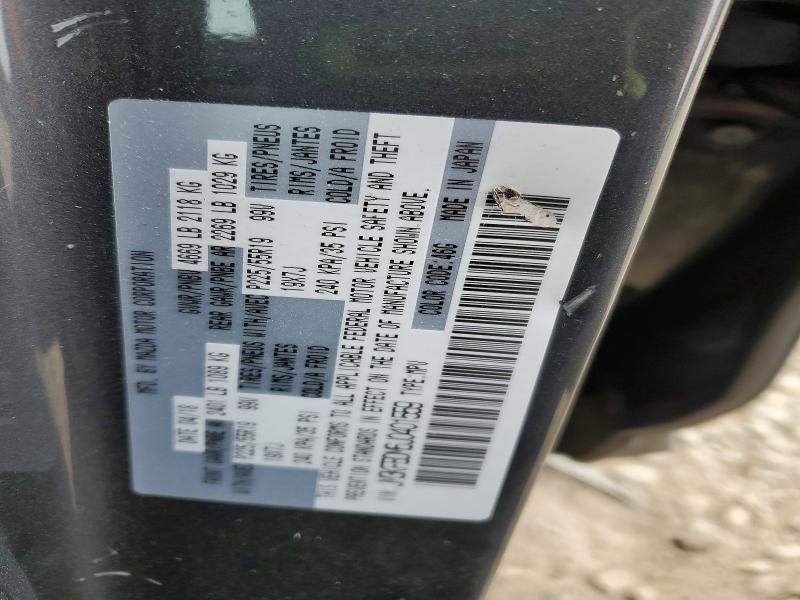 MFD. BY MAZDA MOTOR CORPORATION
DATE 04/18 GVWR/PNBV 4669 LB 2118 KG
2401 LB 1089 KG REAR GAWR/PNBE AR 2269 LB 1029 KG
P225/55R19 99V TIRES/PNEUS WITH/AVEC P225/55R19 99V TIRES/PNEUS
19X7J RIMS/JANTES 19X7J RIMS/JANTES
240 KPA/35 PSI COLD/A FROID 240 KPA/35 PSI COLD/A FROID
THIS VEHICLE CONFORMS TO ALL APPLICABLE FEDERAL MOTOR VEHICLE SAFETY AND THEFT
PREVENTION STANDARDS IN EFFECT ON THE DATE OF MANUFACTURE SHOWN ABOVE.
COLOR CODE:46G MADE IN JAPAN
VIN: TYPE:MPV